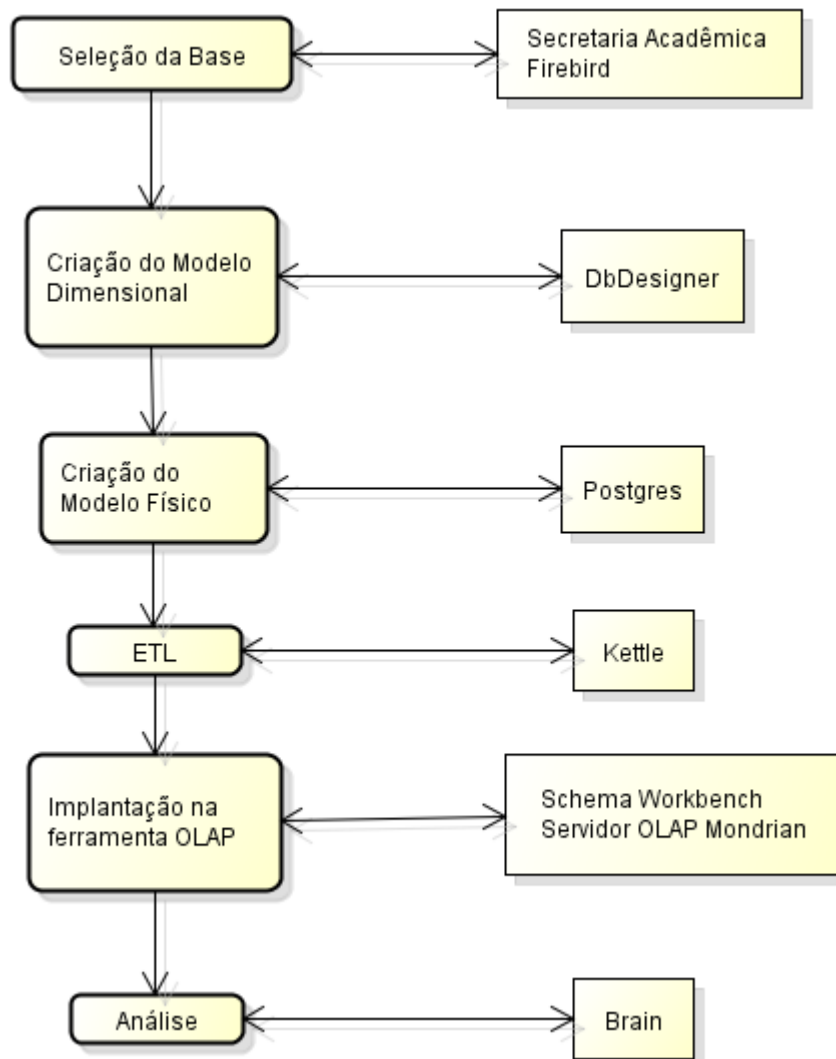 Seleção da Base
Secretaria Acadêmica
Firebird
Criação do Modelo
Dimensional
DbDesigner
Criação do
Modelo Físico
Postgres
ETL
Kettle
Implantação na
ferramenta OLAP
Schema Workbench
Servidor OLAP Mondrian
Análise
Brain